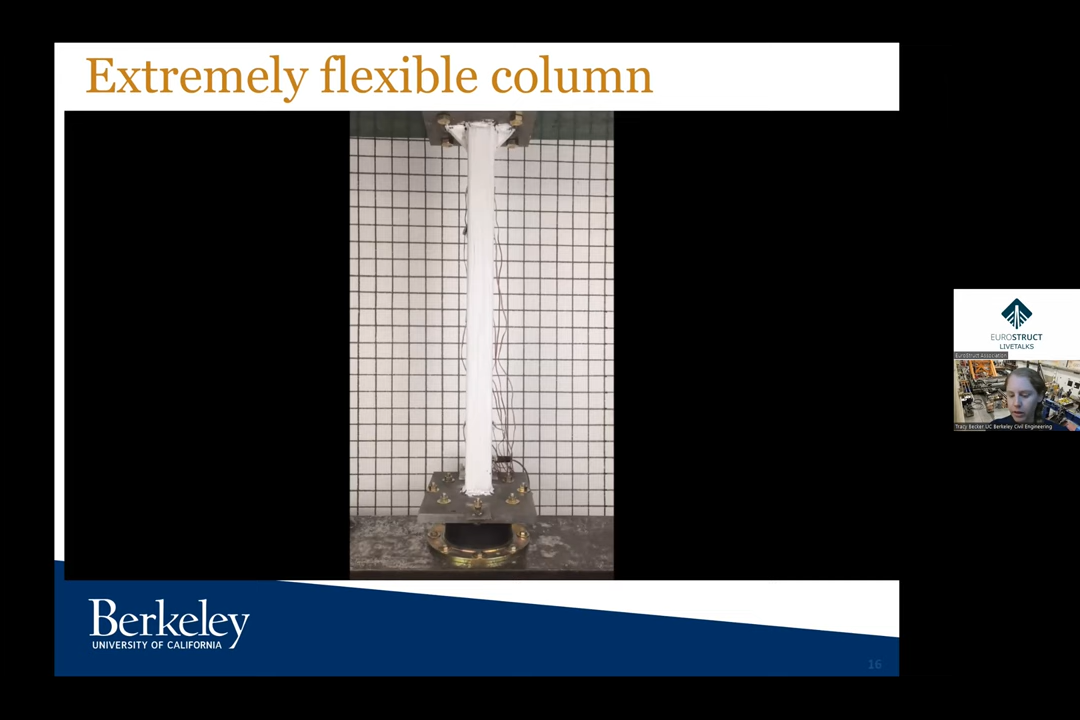 Extremely flexible column
EUROSTRUCT
LIVETALKS
EuroStruct Association
Tracy Becker UC Berkeley Civil Engineering
Berkeley
UNIVERSITY OF CALIFORNIA
16